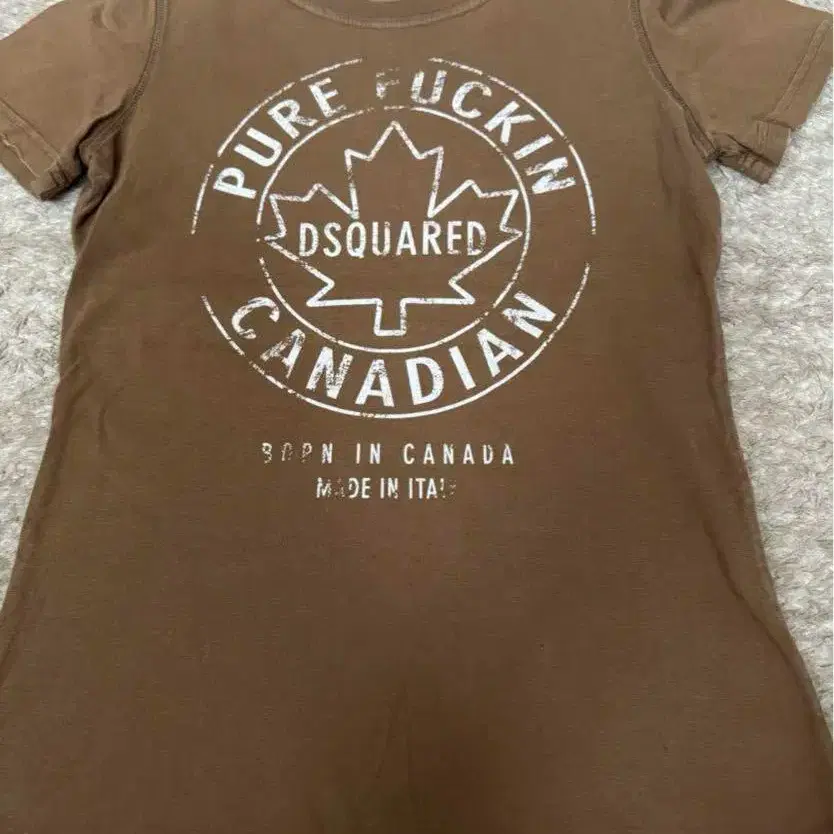 PURE FUCKIN
DSQUARED
CANADIAN
BORN IN CANADA
MADE IN ITALY